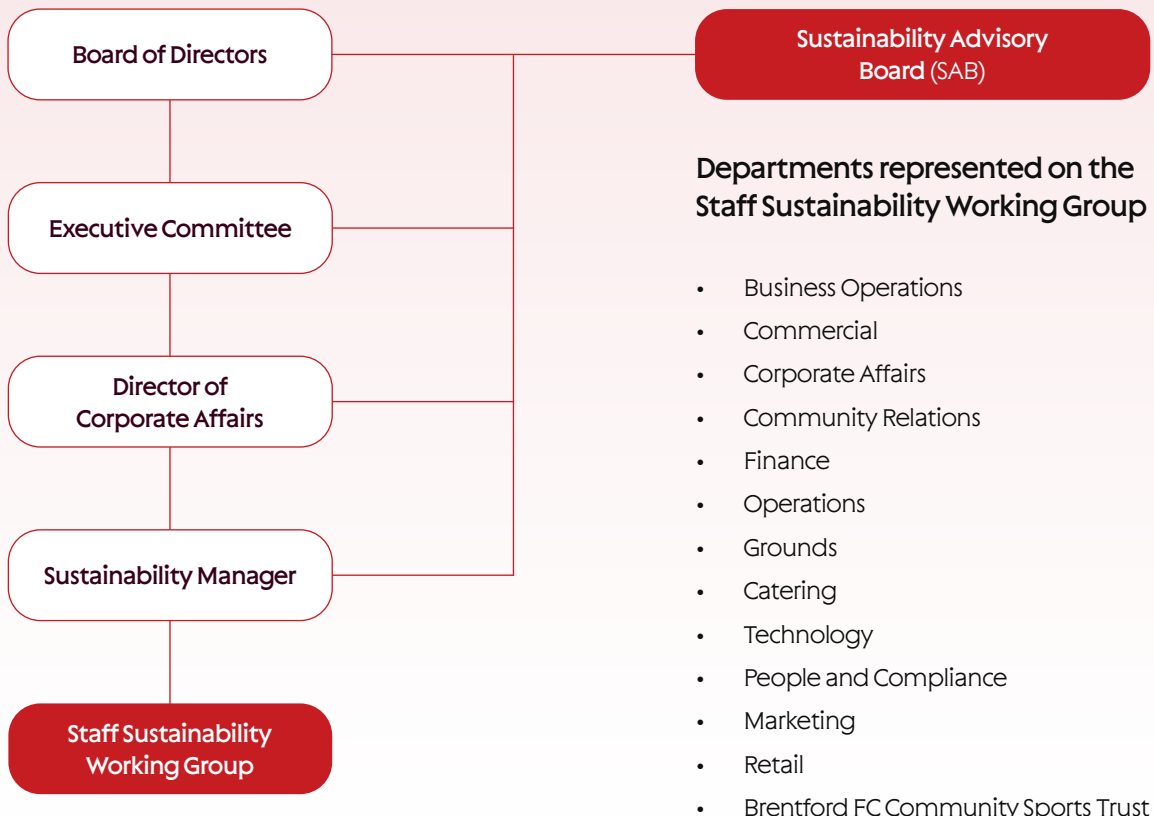 Board of Directors
Executive Committee
Director of
Corporate Affairs
Sustainability Manager
Staff Sustainability
Working Group
Sustainability Advisory
Board (SAB)
Departments represented on the
Staff Sustainability Working Group
• Business Operations
• Commercial
• Corporate Affairs
• Community Relations
• Finance
• Operations
• Grounds
• Catering
• Technology
• People and Compliance
• Marketing
• Retail
• Brentford FC Community Sports Trust